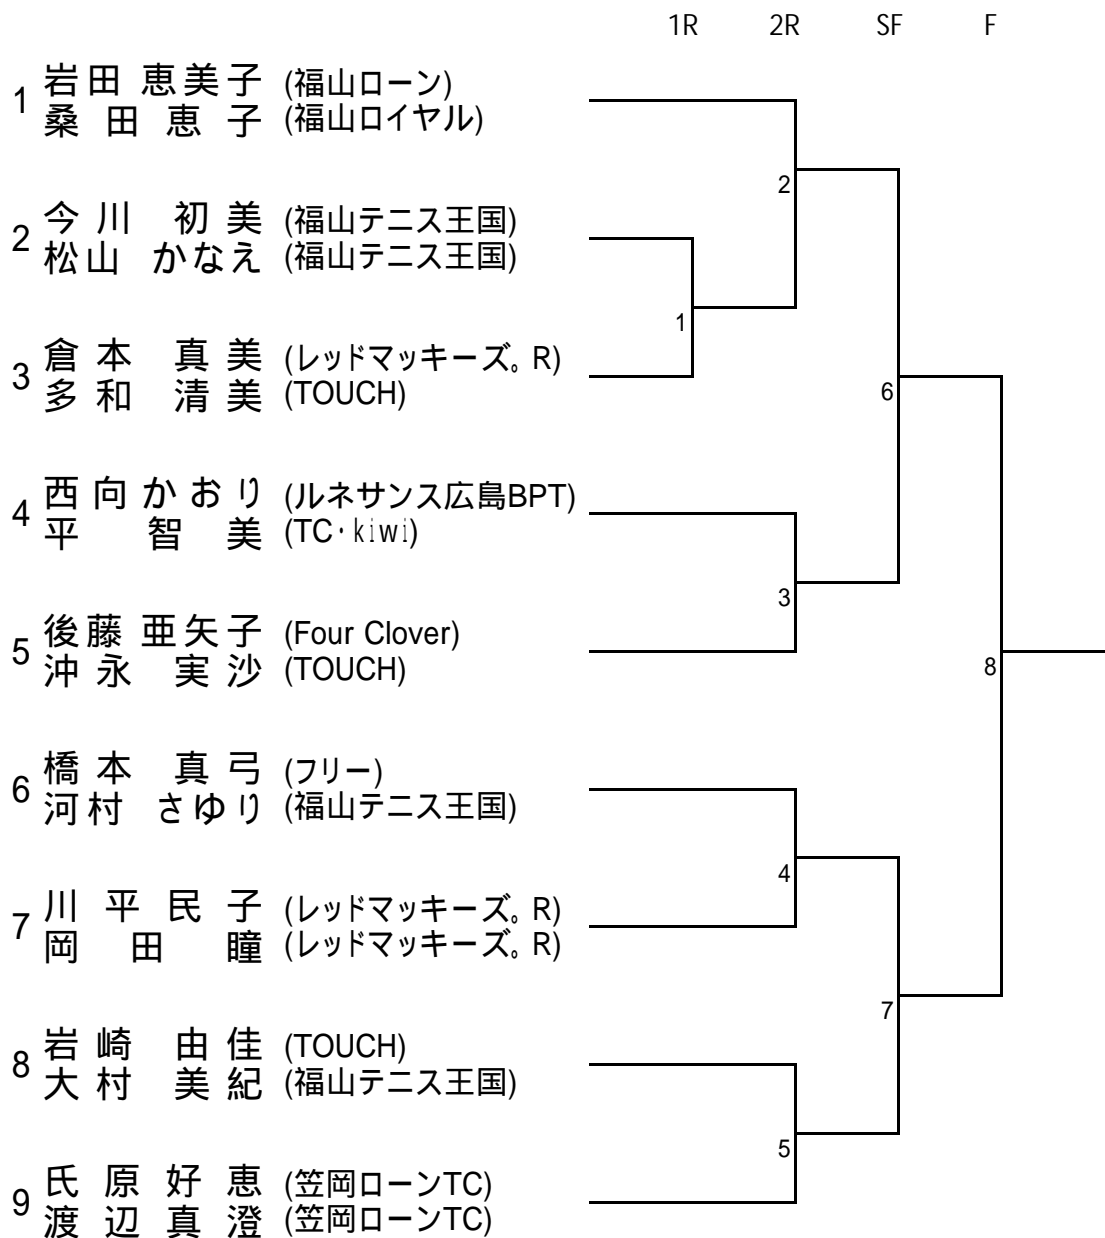 1R 2R SF F
1 岩田 恵美子 (福山ローン)
桑田恵子 (福山ロイヤル)
2 今川 初美 (福山テニス王国)
松山 かなえ (福山テニス王国)
3 倉本 真美 (レッドマッキーズ。R)
多和 清美 (TOUCH)
4 西向かおり (ルネサンス広島BPT)
平 智美 (TC・kiwi)
5 後藤 亜矢子 (Four Clover)
沖永 実沙 (TOUCH)
6 橋本 真弓 (フリー)
河村 さゆり (福山テニス王国)
7 川平民子 (レッドマッキーズ。R)
岡田瞳 (レッドマッキーズ。R)
8 岩崎 由佳 (TOUCH)
大村 美紀 (福山テニス王国)
9 氏原好恵 (笠岡ローンTC)
渡辺真澄 (笠岡ローンTC)
2
1
6
3
8
4
7
5